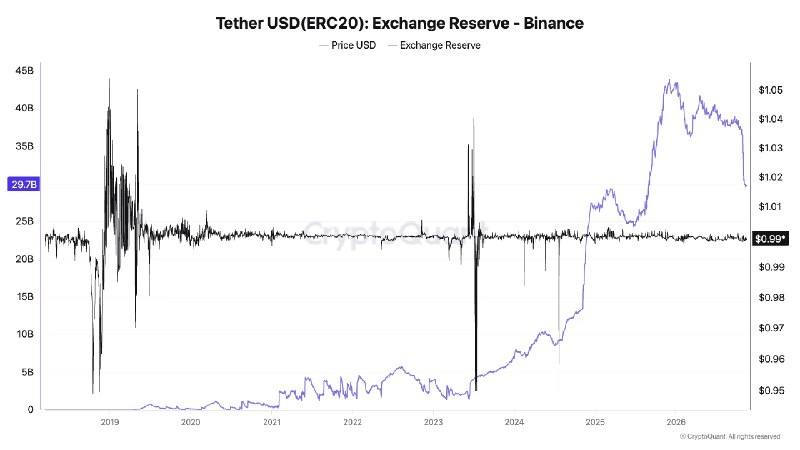 Tether USD(ERC20): Exchange Reserve - Binance
Price USD Exchange Reserve
45B
40B
35B
29.7B
25B
20B
15B
10B
5B
0
$1.05
$1.04
$1.03
$1.02
$1.01
$0.99*
$0.99
$0.98
$0.97
$0.96
$0.95
CryptoQuant
2019 2020 2021 2022 2023 2024 2025 2026
© CryptoQuant. All rights reserved